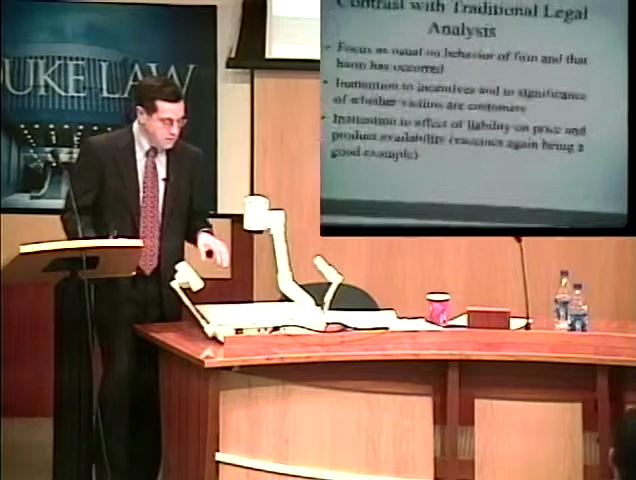 DUKE LAW
Contrast with Traditional Legal
Analysis
Focus as usual on behavior of firm and that
harm has occurred
Inattention to incentives and to significance
of whether victims are customers
Inattention to effect of liability on price and
product availability (vaccines again being a
good example)